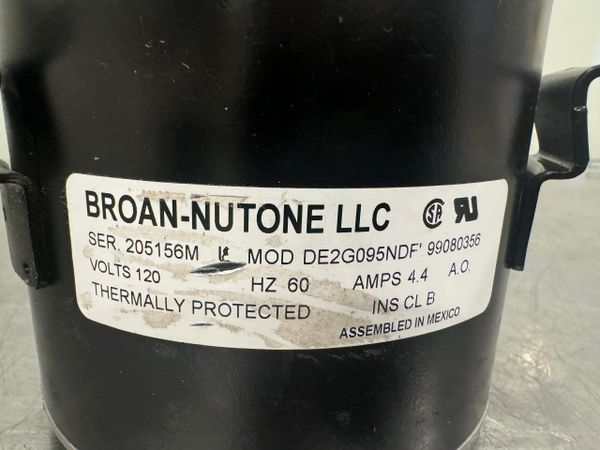 BROAN-NUTONE LLC
SER. 205156M MOD DE2G095NDF' 99080356
VOLTS 120 HZ 60 AMPS 4.4 A.O.
THERMALLY PROTECTED INS CL B
ASSEMBLED IN MEXICO